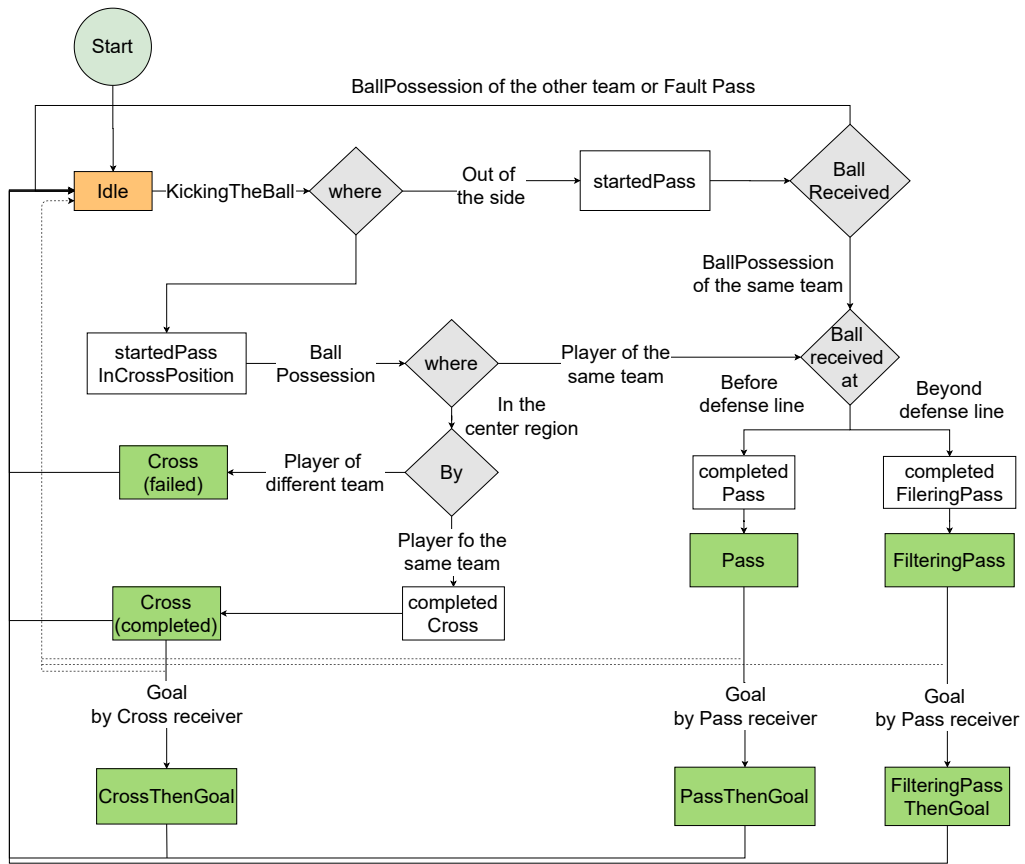 Start
BallPossession of the other team or Fault Pass
Idle
KickingTheBall
where
Out of
the side
startedPass
Ball
Received
BallPossession
of the same team
startedPass
InCrossPosition
Ball
Possession
where
Player of the
same team
Ball
received
at
Before
defense line
Beyond
defense line
In the
center region
Cross
(failed)
Player of
different team
By
completed
Pass
completed
FileringPass
Player fo the
same team
Pass
FilteringPass
Cross
(completed)
completed
Cross
Goal
by Cross receiver
Goal
by Pass receiver
Goal
by Pass receiver
CrossThenGoal
PassThenGoal
FilteringPass
ThenGoal